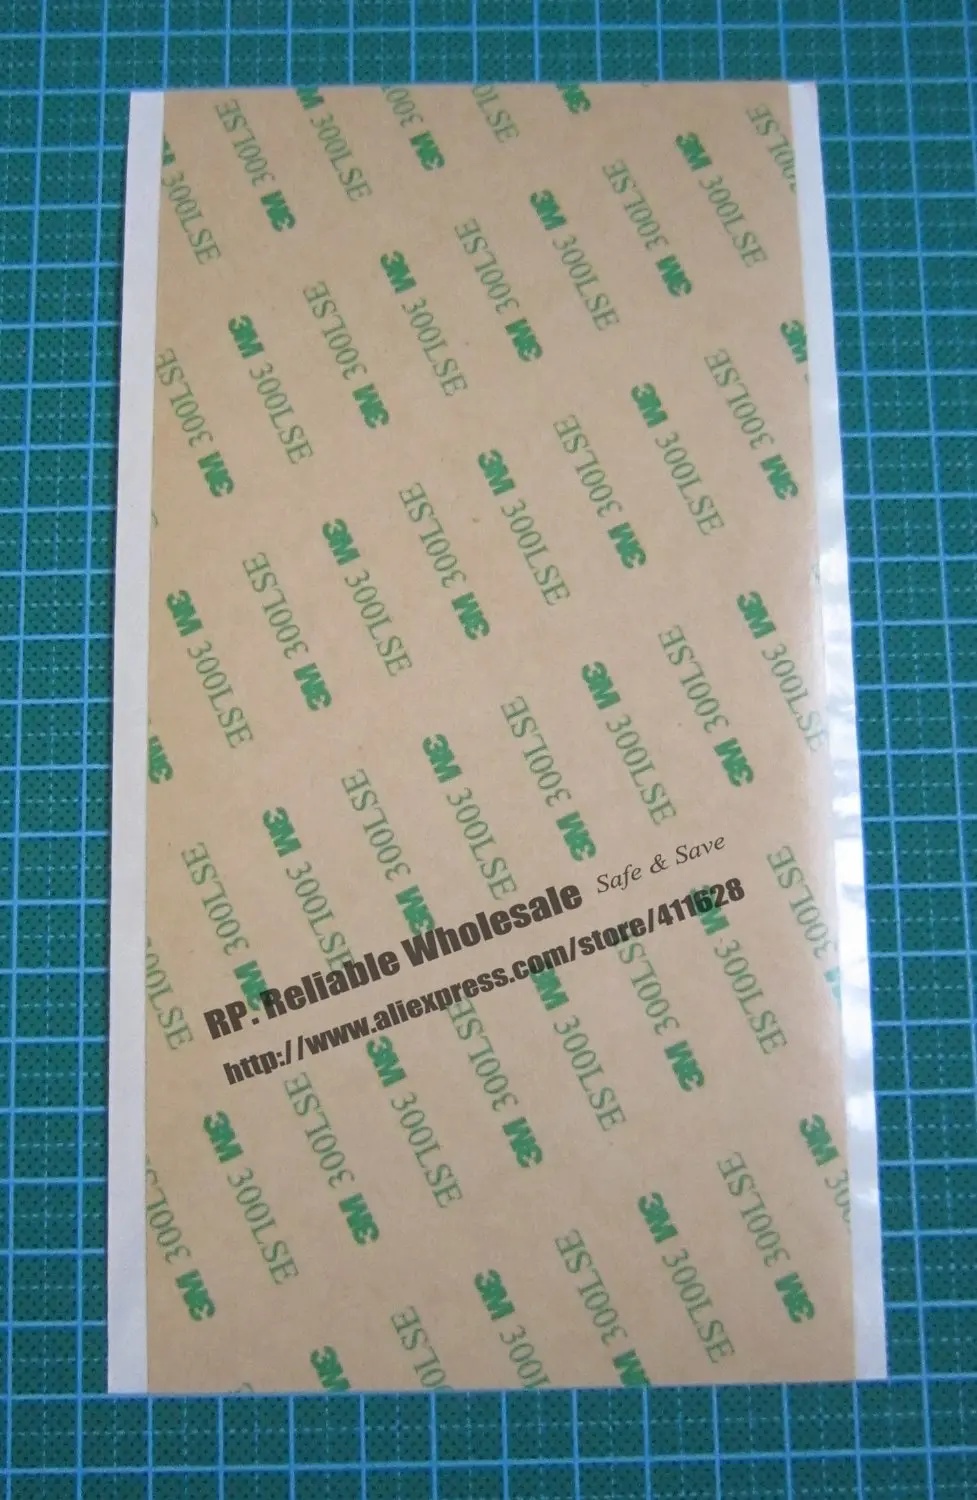 3M 300LSE
RP. Reliable Wholesale Safe & Save
http://www.aliexpress.com/store/411628